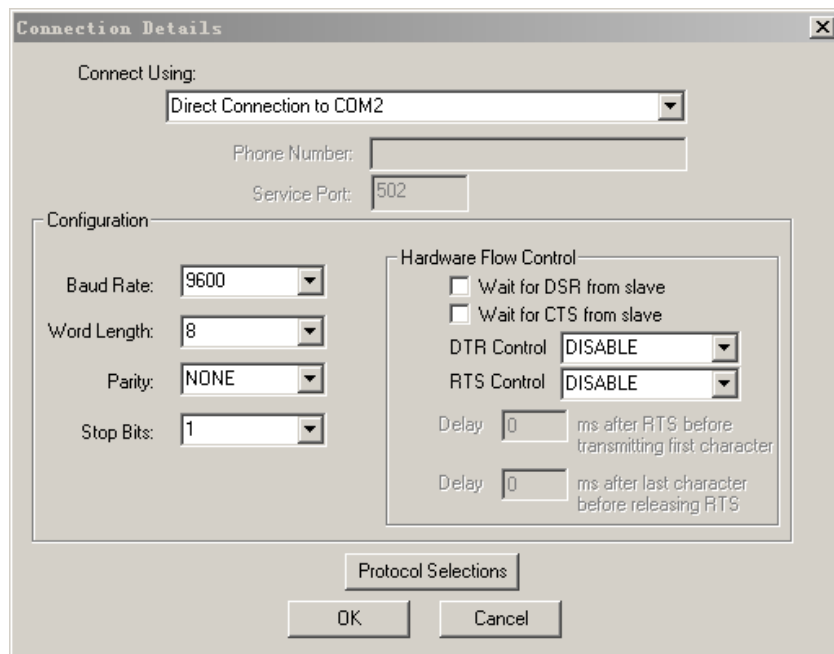 Connection Details
Connect Using:
Direct Connection to COM2
Phone Number:
Service Port: 502
Configuration
Baud Rate: 9600
Word Length: 8
Parity: NONE
Stop Bits: 1
Hardware Flow Control
Wait for DSR from slave
Wait for CTS from slave
DTR Control DISABLE
RTS Control DISABLE
Delay 0 ms after RTS before
transmitting first character
Delay 0 ms after last character
before releasing RTS
Protocol Selections
OK Cancel